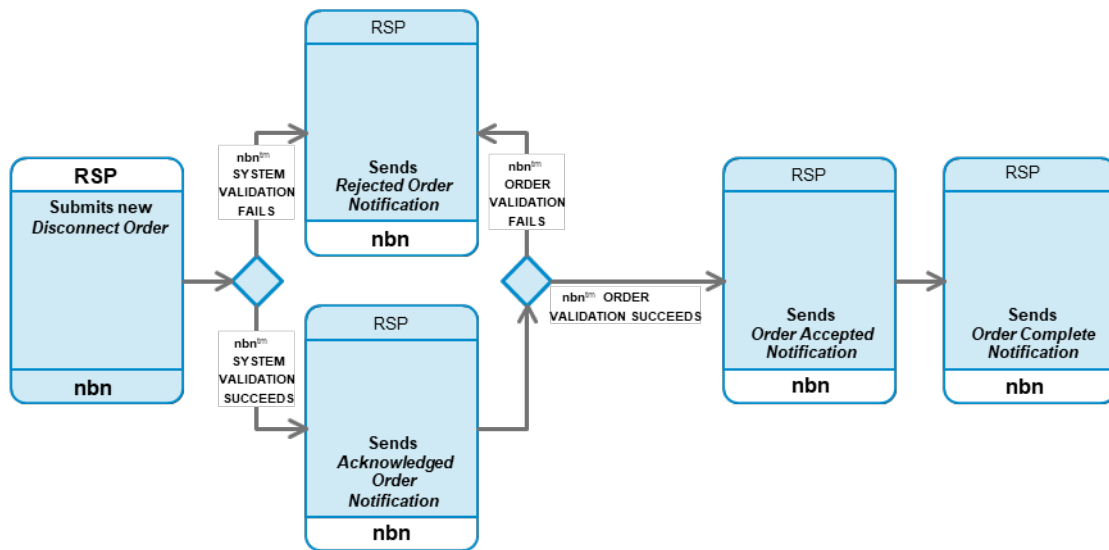 RSP
Submits new
Disconnect Order
nbn
nbn™
SYSTEM
VALIDATION
FAILS
nbn™
SYSTEM
VALIDATION
SUCCEEDS
RSP
Sends
Rejected Order
Notification
nbn
RSP
Sends
Acknowledged
Order
Notification
nbn
nbn™
ORDER
VALIDATION
FAILS
nbn™ ORDER
VALIDATION SUCCEEDS
RSP
Sends
Order Accepted
Notification
nbn
RSP
Sends
Order Complete
Notification
nbn